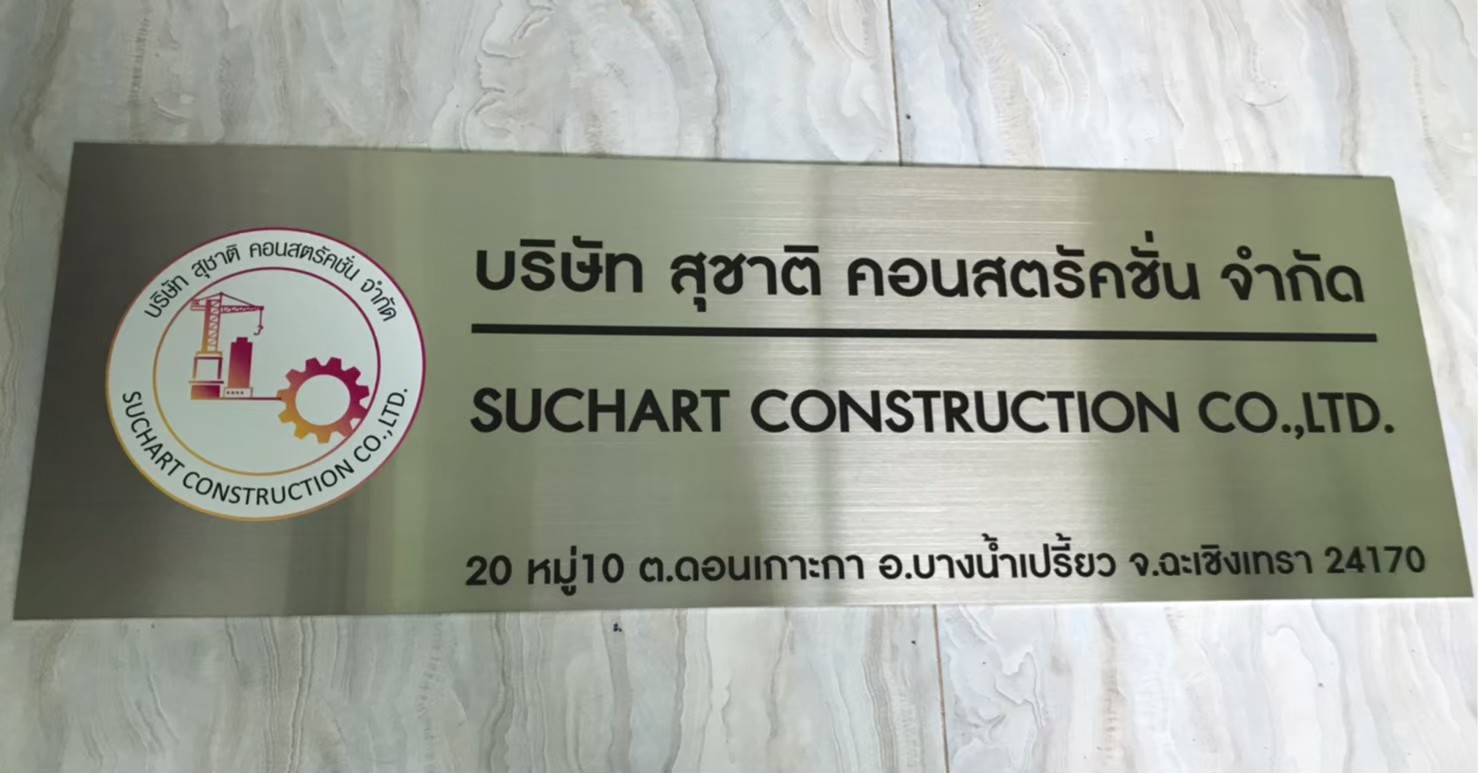 บริษัท สุชาติ คอนสตรัคชั่น จำกัด
SUCHART CONSTRUCTION CO.,LTD.
บริษัท สุชาติ คอนสตรัคชั่น จำกัด
SUCHART CONSTRUCTION CO.,LTD.
20 หมู่10 ต.ดอนเกาะกา อ.บางน้ำเปรี้ยว จ.ฉะเชิงเทรา 24170